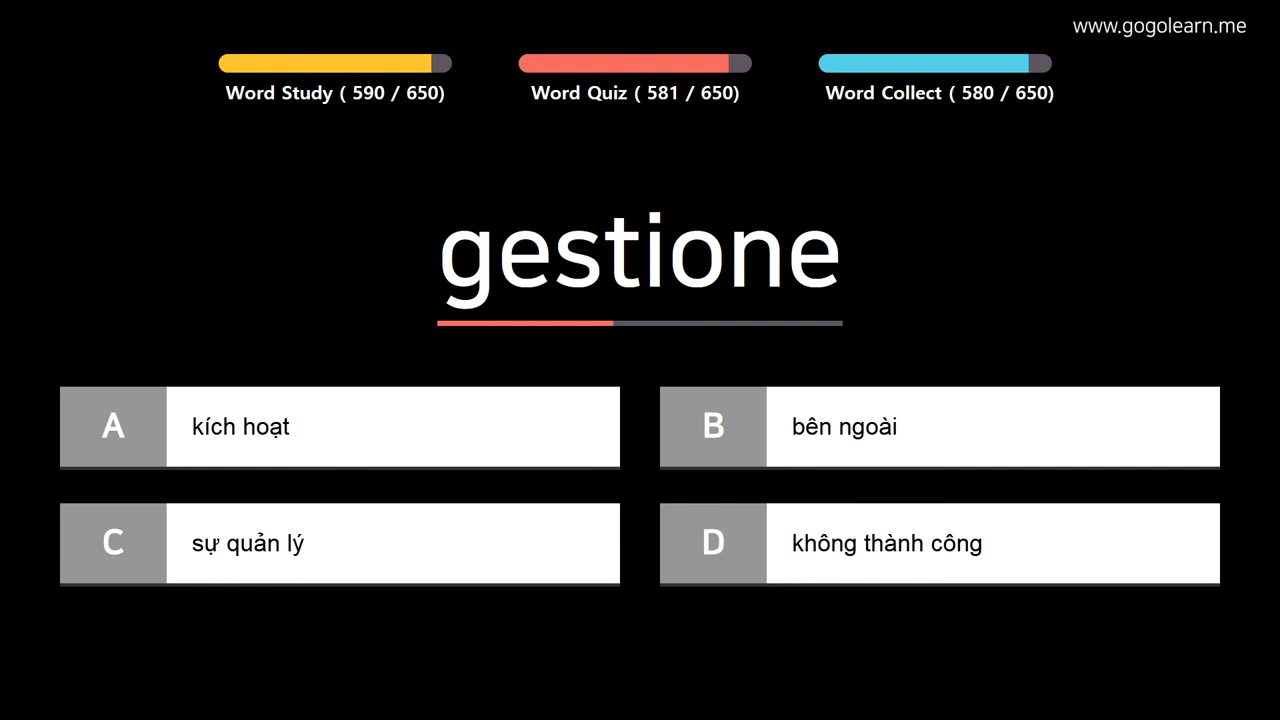 www.gogolearn.me
Word Study ( 590 / 650)
Word Quiz ( 581 / 650)
Word Collect ( 580 / 650)
gestione
A
kích hoạt
B
bên ngoài
C
sự quản lý
D
không thành công